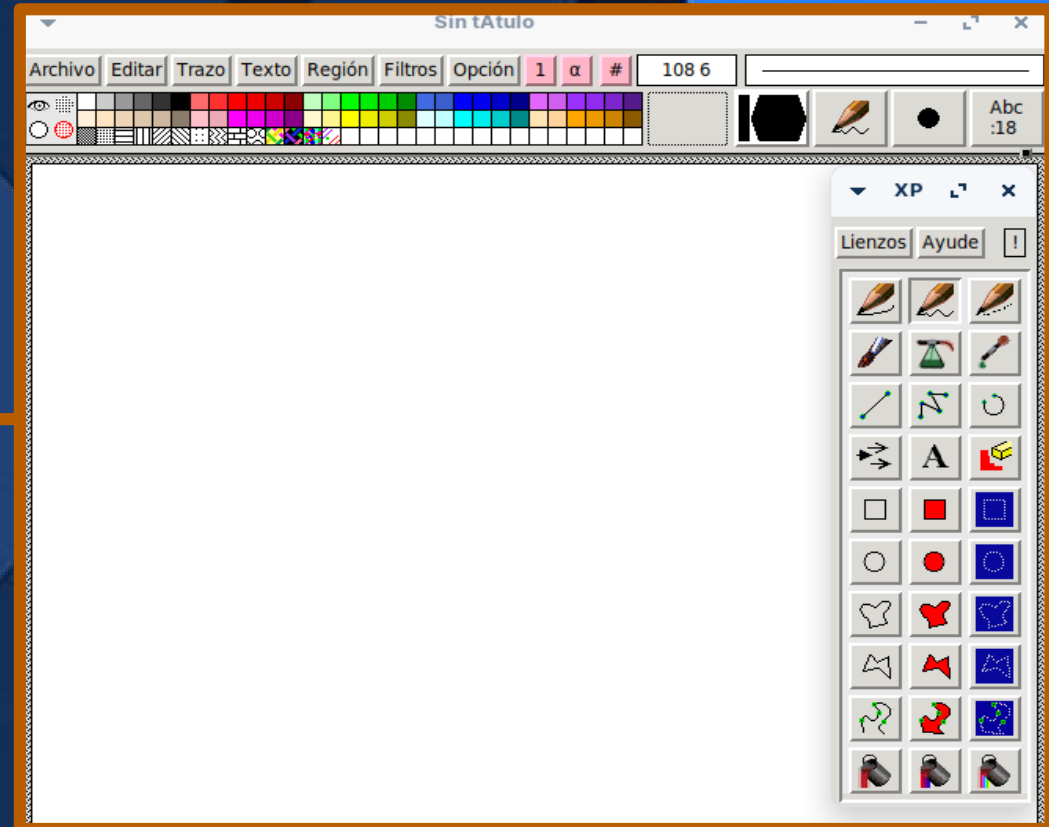 Sin tAtulo
Archivo Editar Trazo Texto Región Filtros Opción 1 α # 108 6
Abc
:18
XP
Lienzos Ayude !
A